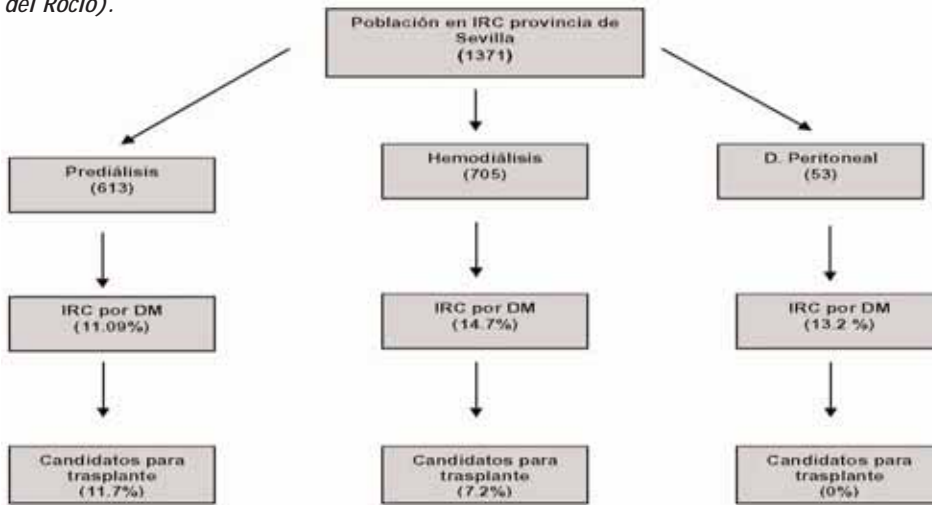 del Rocío).
Población en IRC provincia de
Sevilla
(1371)
Prediálisis
(613)
Hemodiálisis
(705)
D. Peritoneal
(53)
IRC por DM
(11.09%)
IRC por DM
(14.7%)
IRC por DM
(13.2 %)
Candidatos para
trasplante
(11.7%)
Candidatos para
trasplante
(7.2%)
Candidatos para
trasplante
(0%)